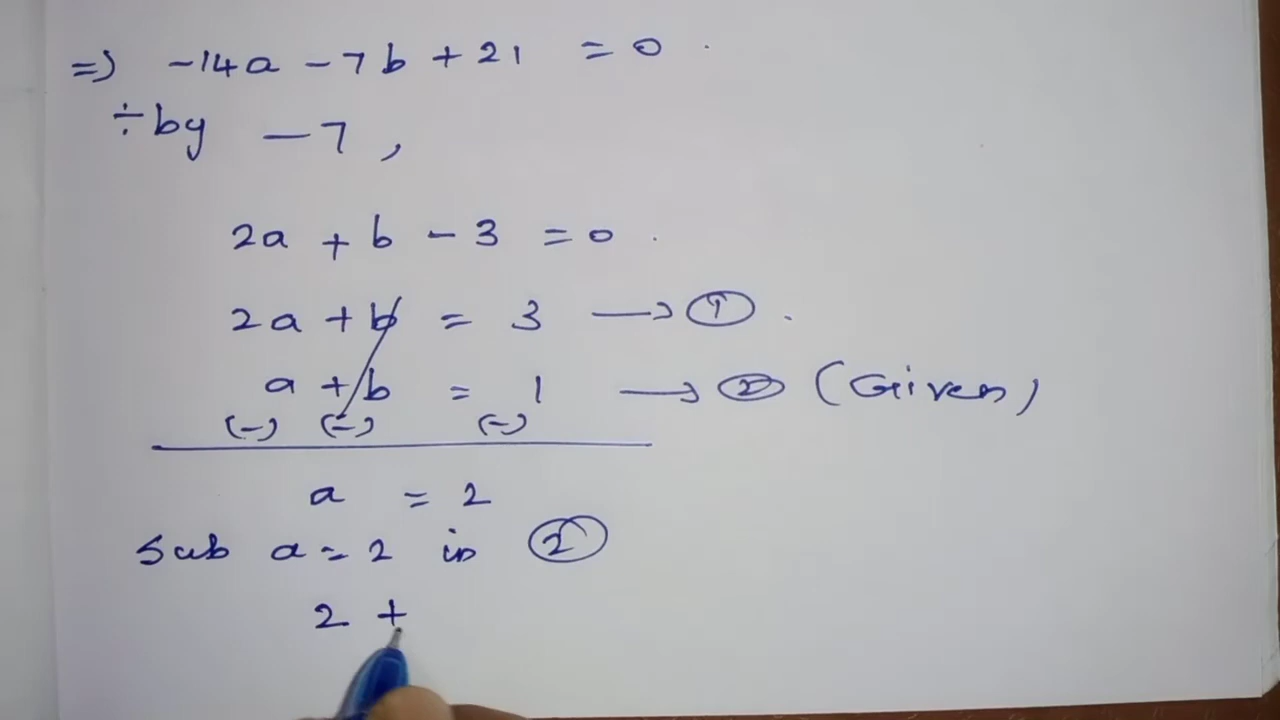 =) -14a - 7b + 21 = 0 .
÷ by -7,
2a + b - 3 = 0 .
2a + b = 3 → ① .
a + b = 1 → ② (Given)
(-) (-) (-)
a = 2
Sub a = 2 in ②
2 +